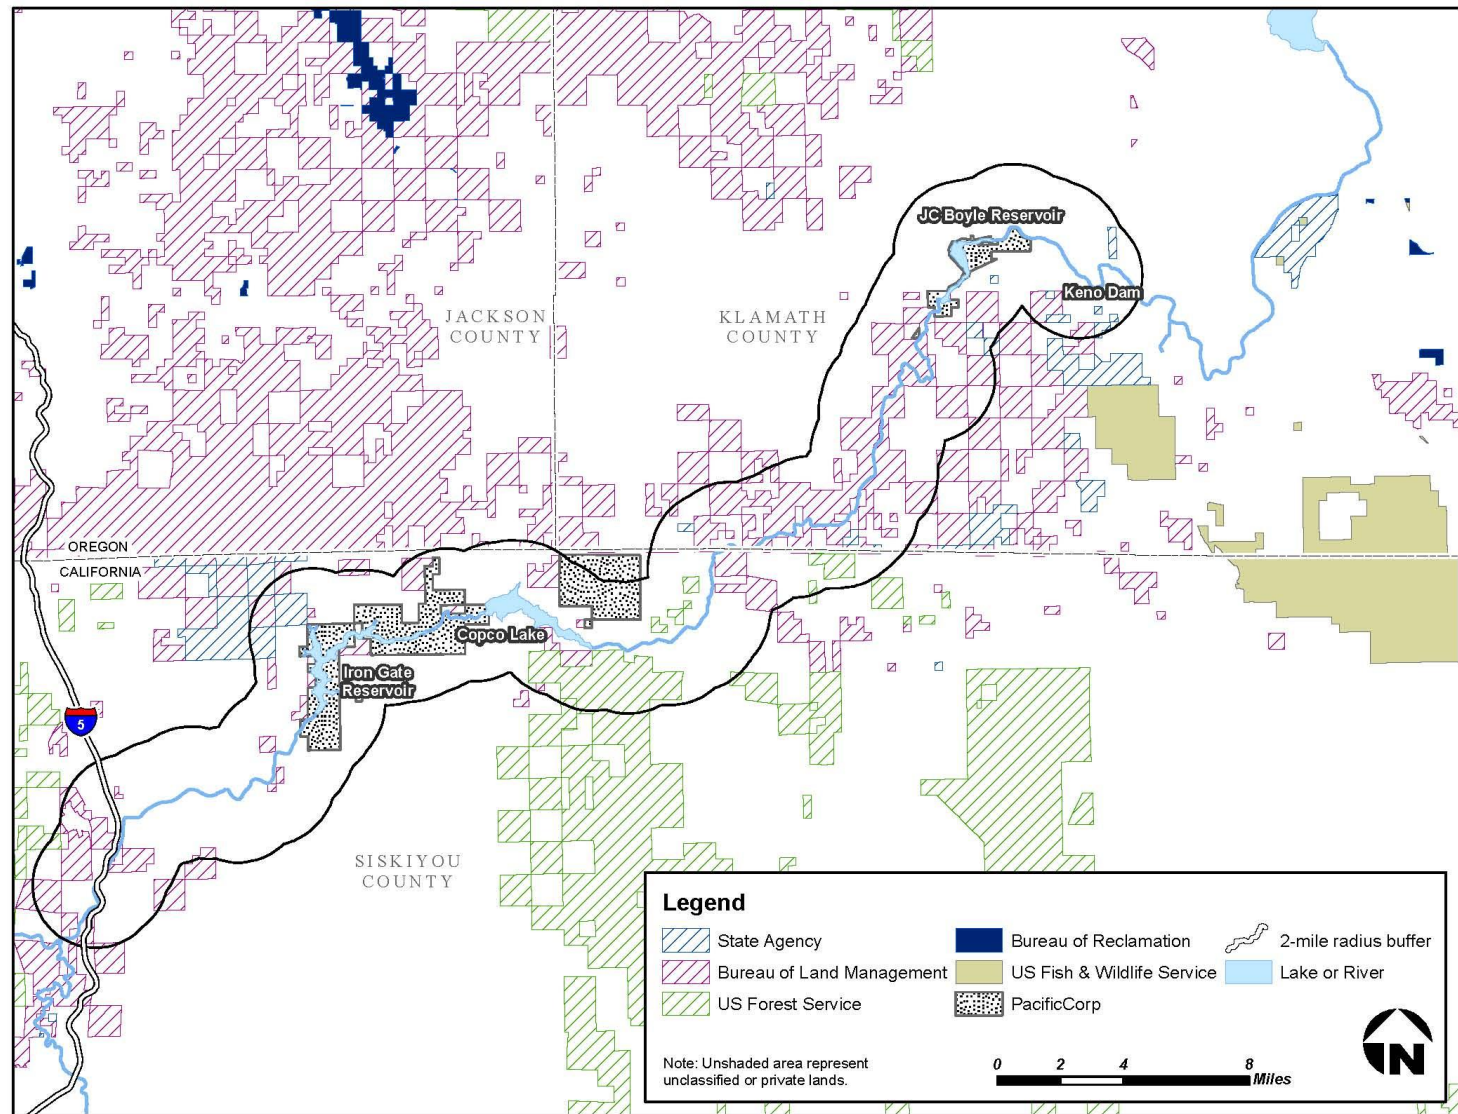 JC Boyle Reservoir
Keno Dam
JACKSON
COUNTY
KLAMATH
COUNTY
OREGON
CALIFORNIA
Copco Lake
Iron Gate
Reservoir
5
SISKIYOU
COUNTY
Legend
State Agency
Bureau of Land Management
US Forest Service
Bureau of Reclamation
US Fish & Wildlife Service
PacificCorp
2-mile radius buffer
Lake or River
Note: Unshaded area represent
unclassified or private lands.
0 2 4 8
Miles
N